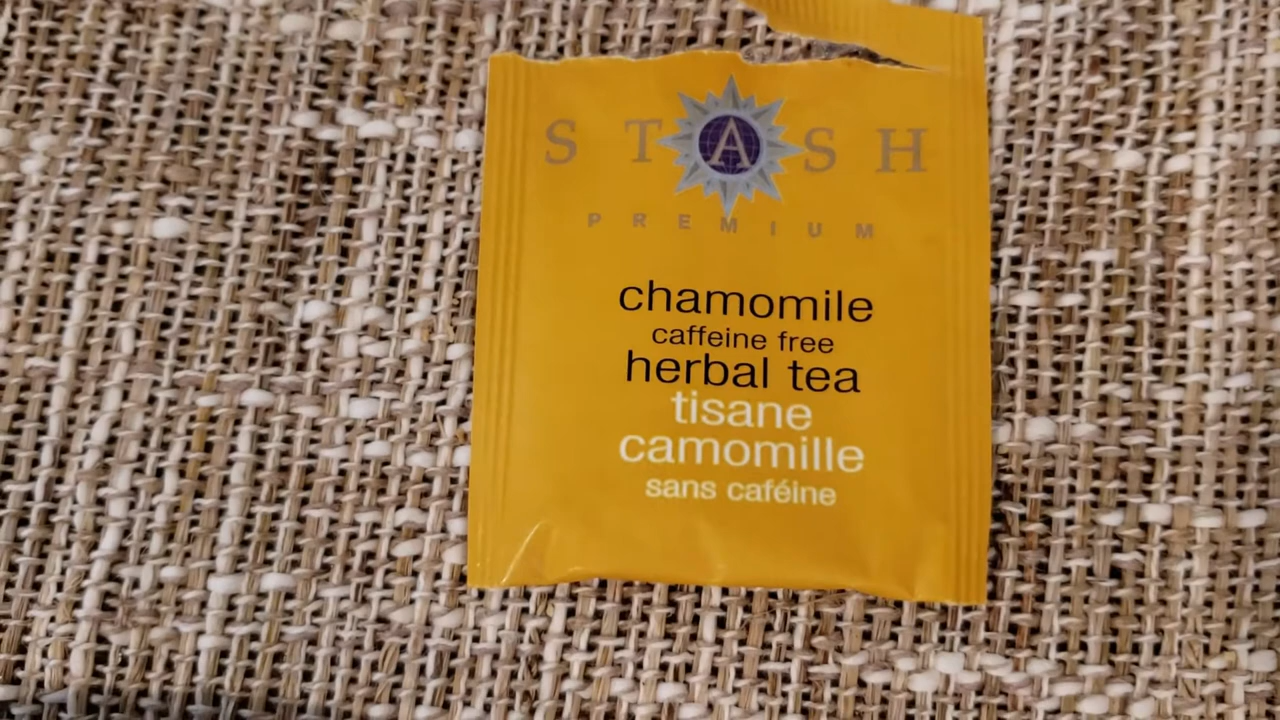 STASH
PREMIUM
chamomile
caffeine free
herbal tea
tisane
camomille
sans caféine